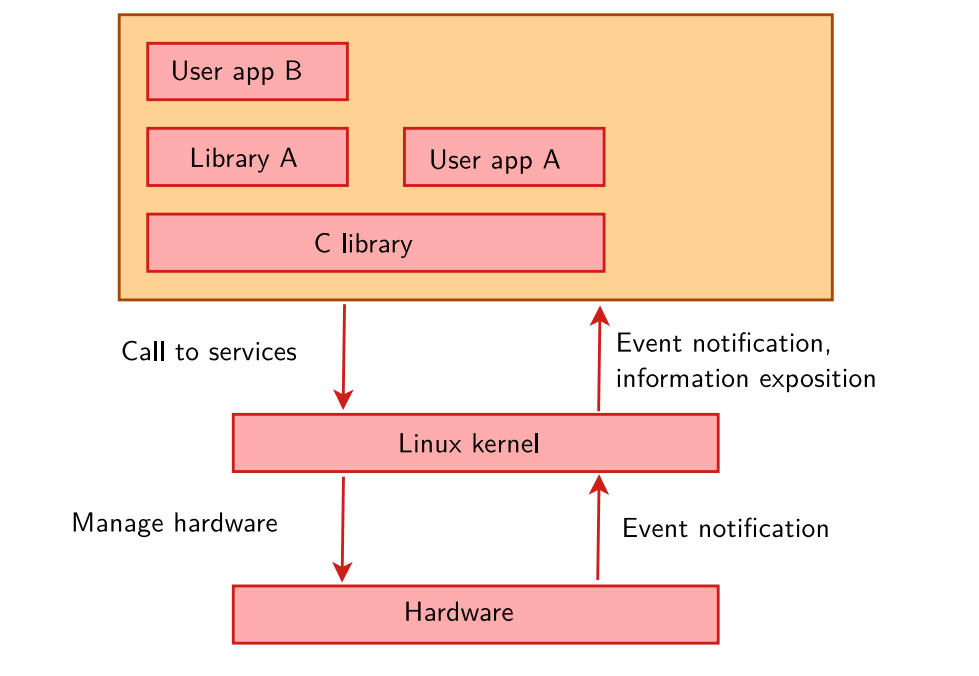 User app B
Library A
User app A
C library
Call to services
Event notification,
information exposition
Linux kernel
Manage hardware
Event notification
Hardware